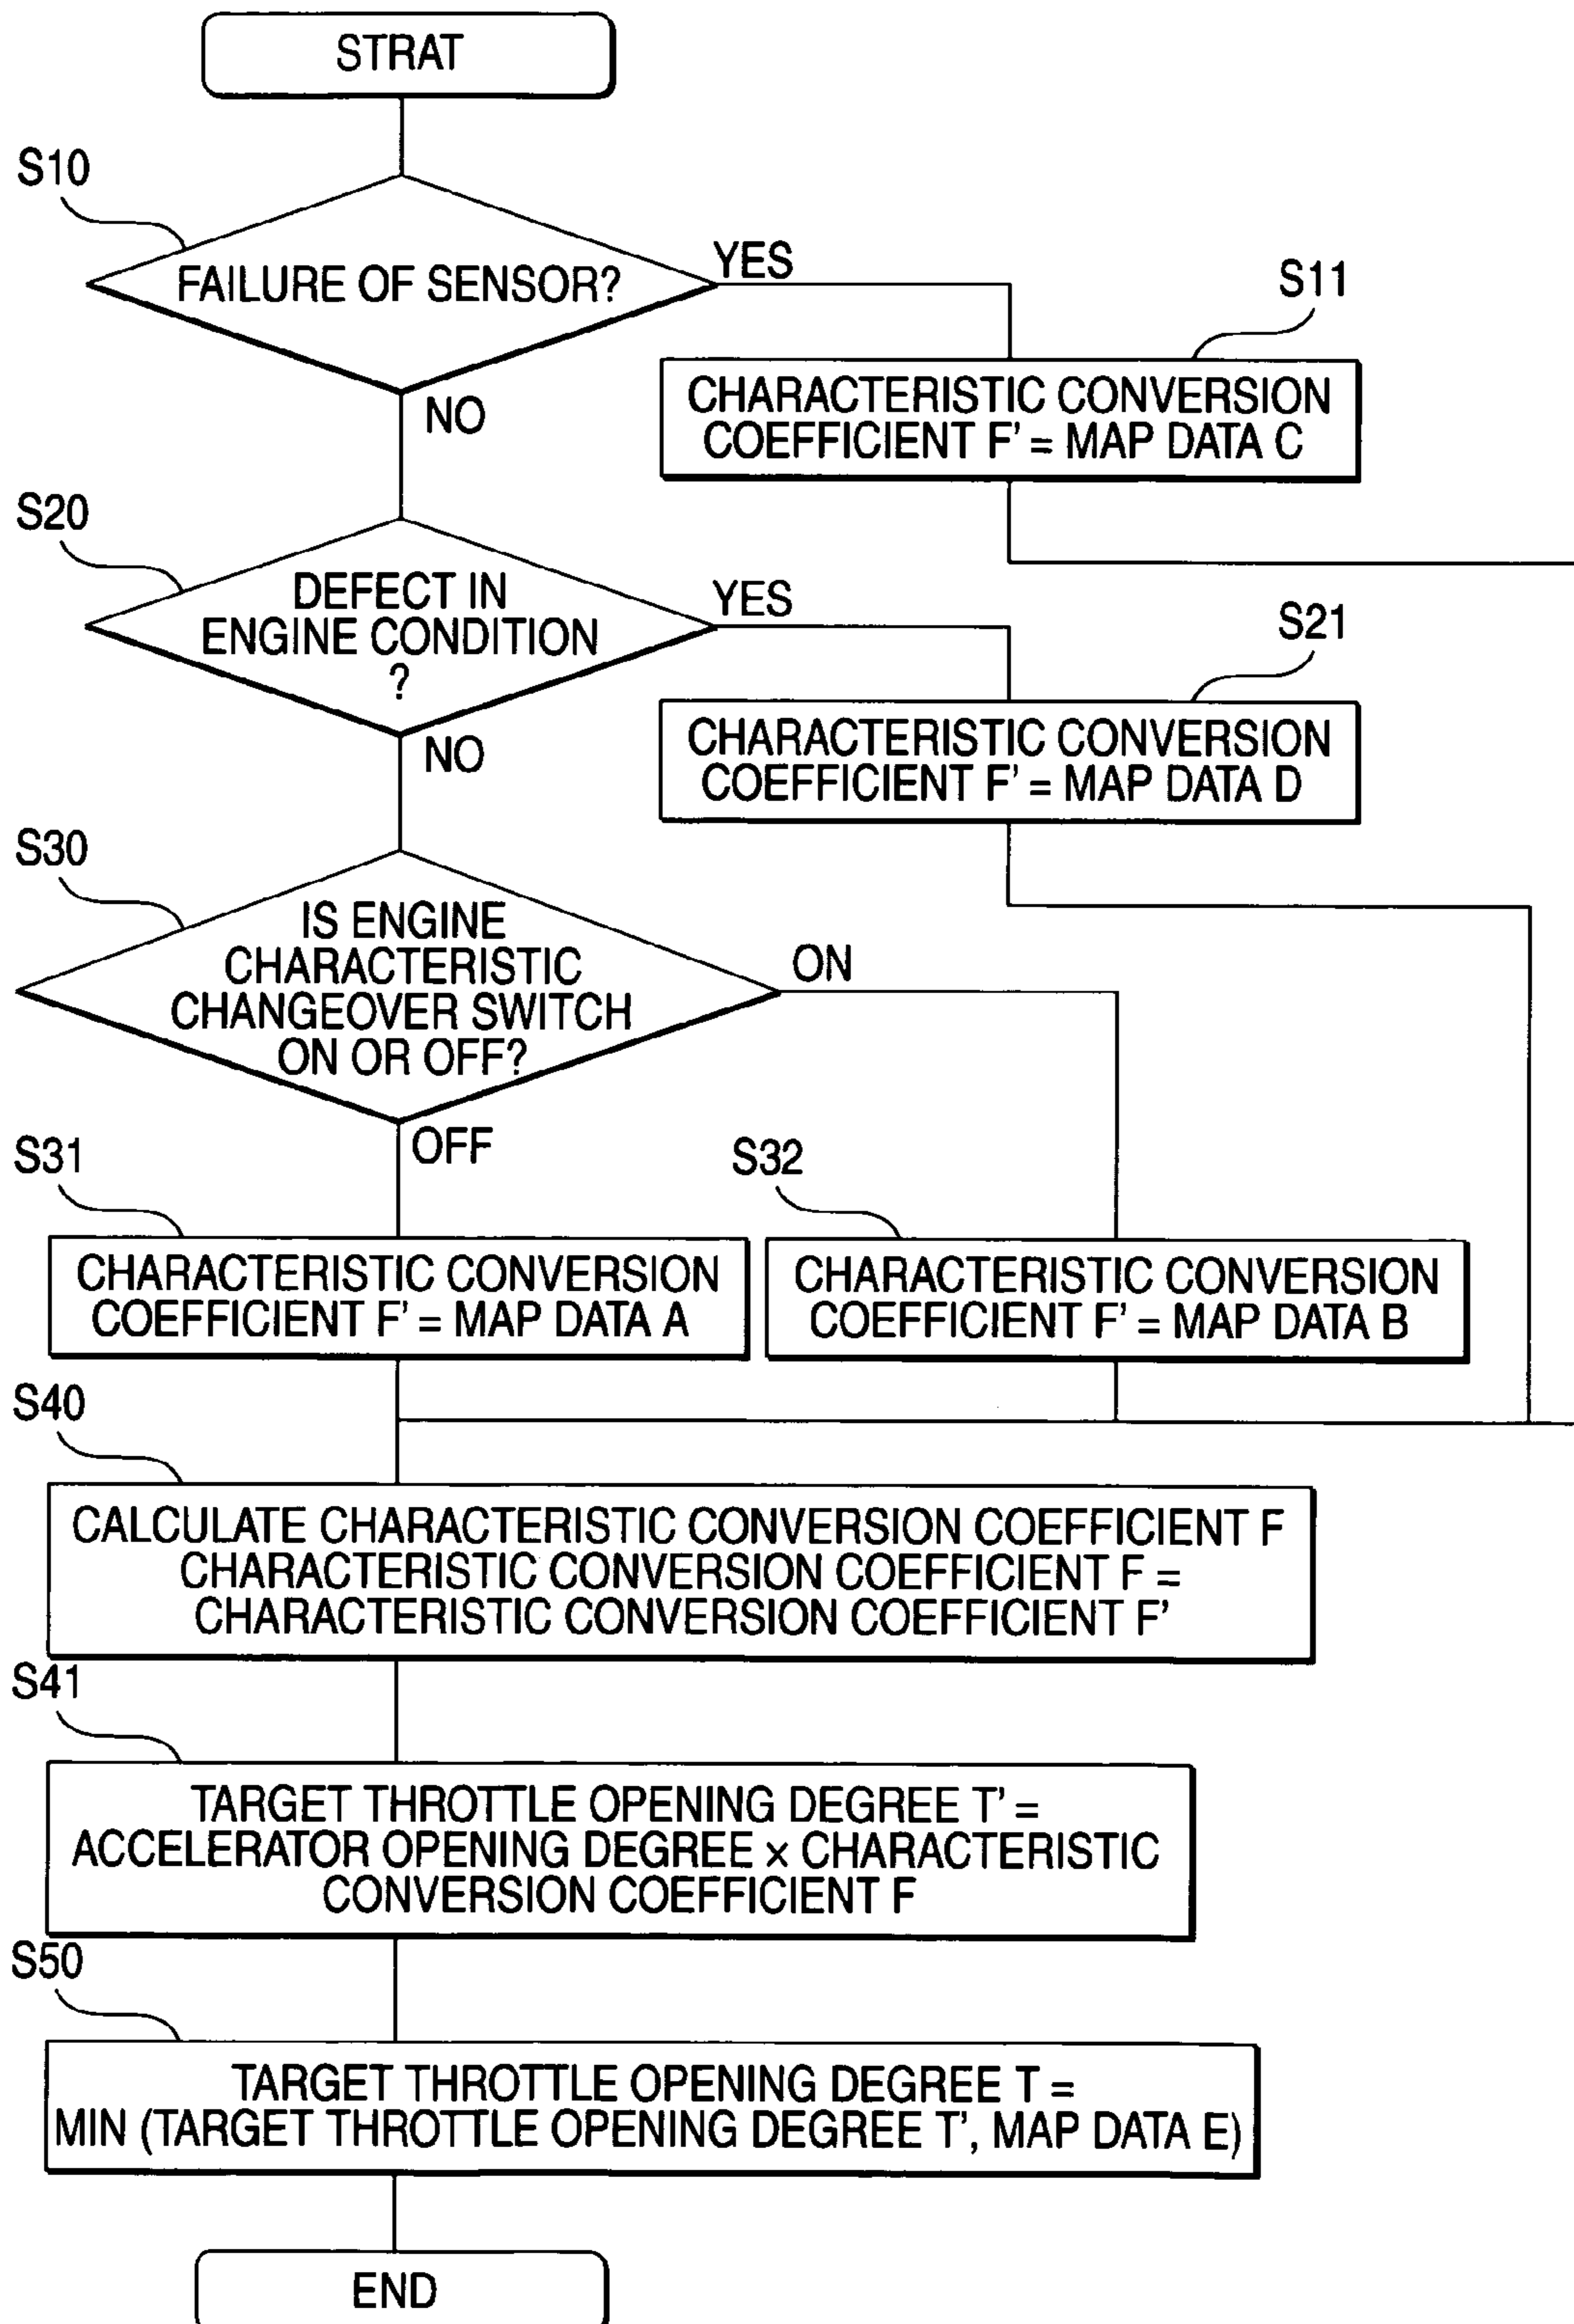 STRAT
S10
FAILURE OF SENSOR?
YES
NO
S11
CHARACTERISTIC CONVERSION
COEFFICIENT F' = MAP DATA C
S20
DEFECT IN
ENGINE CONDITION
?
YES
NO
S21
CHARACTERISTIC CONVERSION
COEFFICIENT F' = MAP DATA D
S30
IS ENGINE
CHARACTERISTIC
CHANGEOVER SWITCH
ON OR OFF?
ON
OFF
S31
CHARACTERISTIC CONVERSION
COEFFICIENT F' = MAP DATA A
S32
CHARACTERISTIC CONVERSION
COEFFICIENT F' = MAP DATA B
S40
CALCULATE CHARACTERISTIC CONVERSION COEFFICIENT F
CHARACTERISTIC CONVERSION COEFFICIENT F =
CHARACTERISTIC CONVERSION COEFFICIENT F'
S41
TARGET THROTTLE OPENING DEGREE T' =
ACCELERATOR OPENING DEGREE × CHARACTERISTIC
CONVERSION COEFFICIENT F
S50
TARGET THROTTLE OPENING DEGREE T =
MIN (TARGET THROTTLE OPENING DEGREE T', MAP DATA E)
END